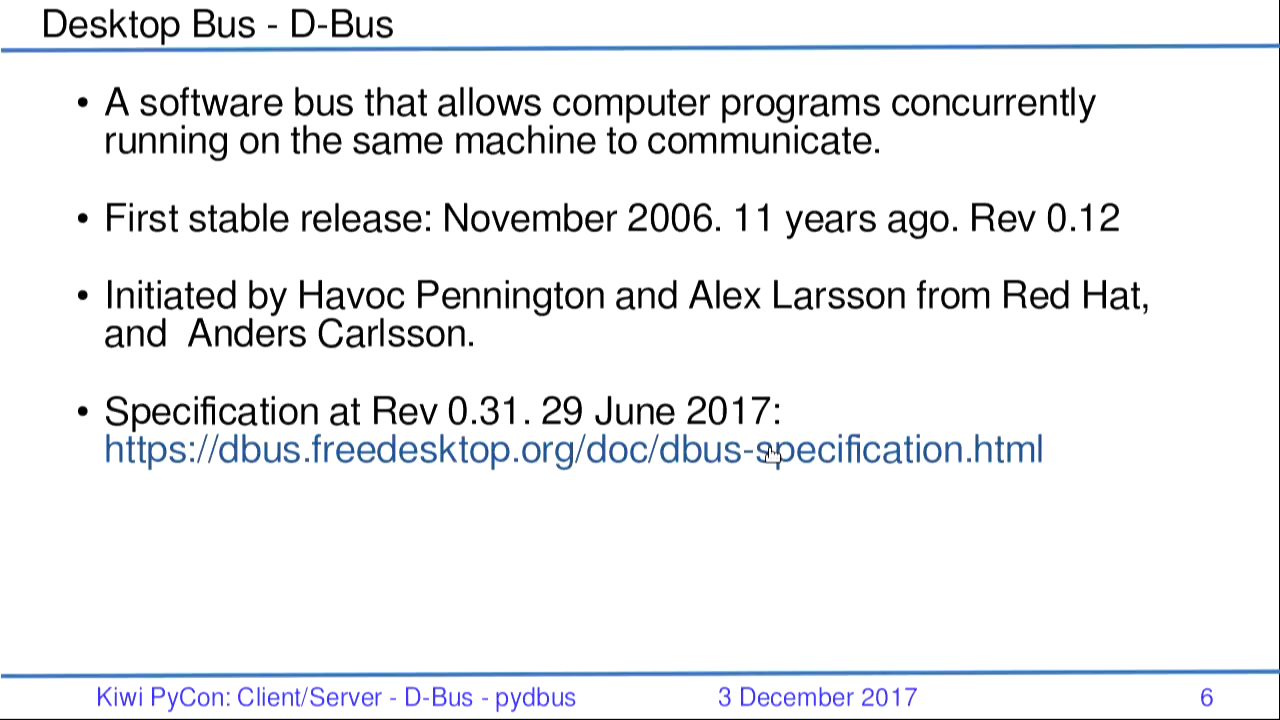 Desktop Bus - D-Bus
• A software bus that allows computer programs concurrently
running on the same machine to communicate.
• First stable release: November 2006. 11 years ago. Rev 0.12
• Initiated by Havoc Pennington and Alex Larsson from Red Hat,
and  Anders Carlsson.
• Specification at Rev 0.31. 29 June 2017:
https://dbus.freedesktop.org/doc/dbus-specification.html
Kiwi PyCon: Client/Server - D-Bus - pydbus 3 December 2017 6